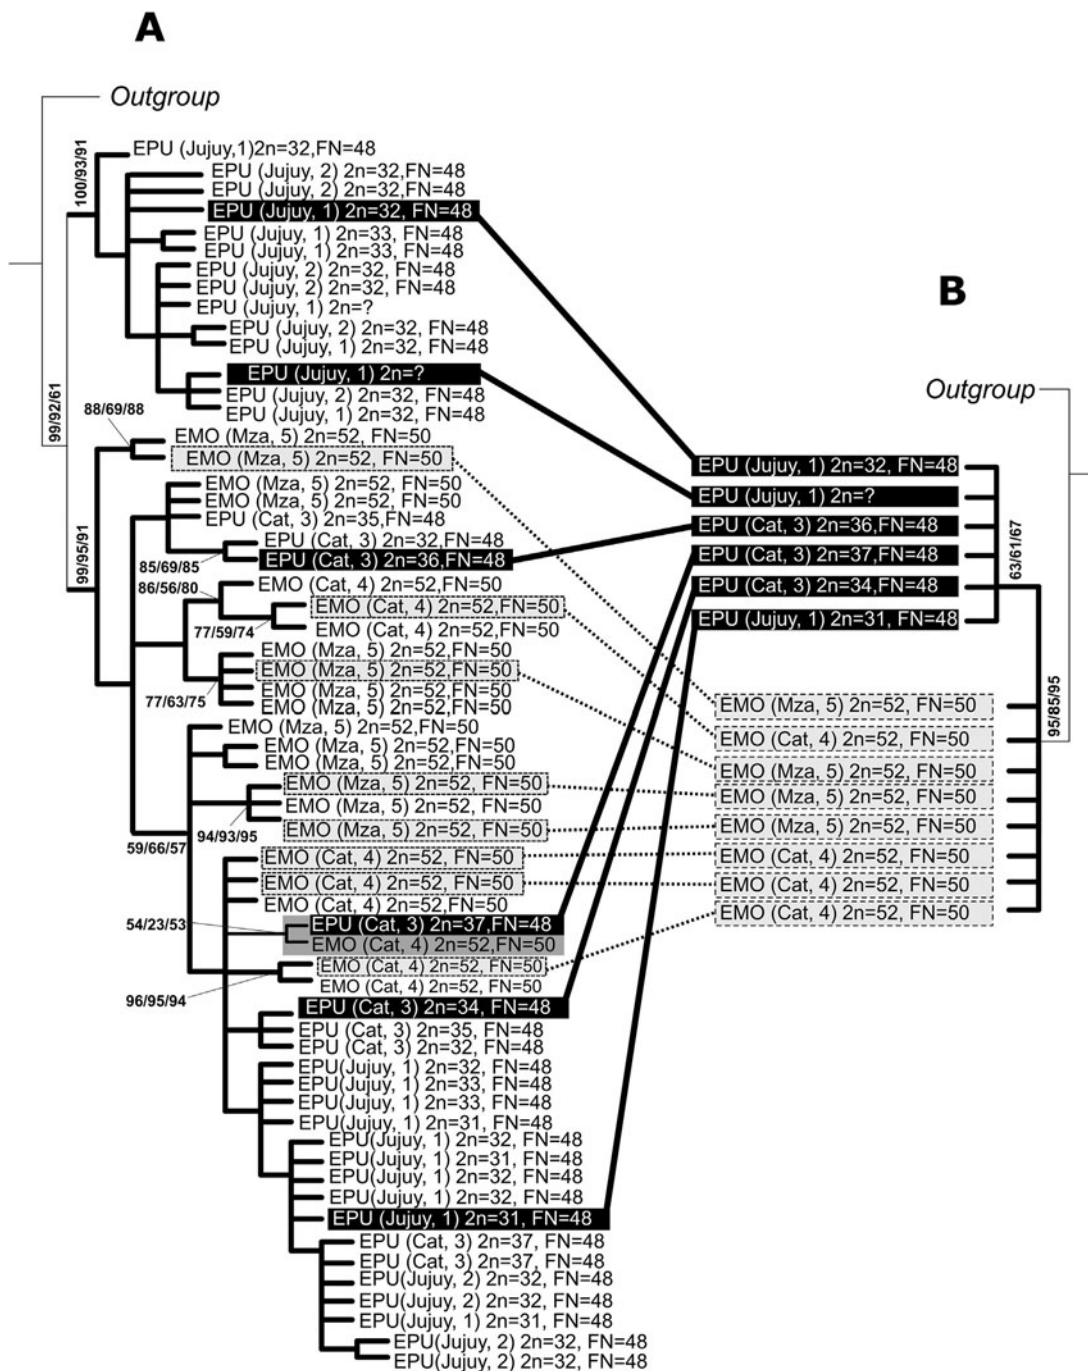 A
Outgroup
100/93/91
EPU (Jujuy,1)2n=32,FN=48
EPU (Jujuy, 2) 2n=32,FN=48
EPU (Jujuy, 2) 2n=32,FN=48
EPU (Jujuy, 1) 2n=32, FN=48
EPU (Jujuy, 1) 2n=33, FN=48
EPU (Jujuy, 1) 2n=33, FN=48
EPU (Jujuy, 2) 2n=32, FN=48
EPU (Jujuy, 2) 2n=32, FN=48
EPU (Jujuy, 1) 2n=?
EPU (Jujuy, 2) 2n=32, FN=48
EPU (Jujuy, 1) 2n=32, FN=48
EPU (Jujuy, 1) 2n=?
EPU (Jujuy, 2) 2n=32, FN=48
EPU (Jujuy, 1) 2n=32, FN=48
99/92/61
88/69/88
EMO (Mza, 5) 2n=52, FN=50
EMO (Mza, 5) 2n=52, FN=50
EMO (Mza, 5) 2n=52, FN=50
EMO (Mza, 5) 2n=52, FN=50
EPU (Cat, 3) 2n=35,FN=48
EPU (Cat, 3) 2n=32,FN=48
EPU (Cat, 3) 2n=36,FN=48
99/95/91
85/69/85
86/56/80
EMO (Cat, 4) 2n=52,FN=50
EMO (Cat, 4) 2n=52,FN=50
EMO (Cat, 4) 2n=52,FN=50
77/59/74
EMO (Mza, 5) 2n=52,FN=50
EMO (Mza, 5) 2n=52,FN=50
EMO (Mza, 5) 2n=52,FN=50
EMO (Mza, 5) 2n=52,FN=50
77/63/75
EMO (Mza, 5) 2n=52,FN=50
EMO (Mza, 5) 2n=52,FN=50
EMO (Mza, 5) 2n=52,FN=50
EMO (Mza, 5) 2n=52, FN=50
EMO (Mza, 5) 2n=52, FN=50
EMO (Mza, 5) 2n=52, FN=50
94/93/95
59/66/57
EMO (Cat, 4) 2n=52, FN=50
EMO (Cat, 4) 2n=52, FN=50
EMO (Cat, 4) 2n=52, FN=50
54/23/53
EPU (Cat, 3) 2n=37,FN=48
EMO (Cat, 4) 2n=52,FN=50
EMO (Cat, 4) 2n=52, FN=50
EMO (Cat, 4) 2n=52, FN=50
96/95/94
EPU (Cat, 3) 2n=34, FN=48
EPU (Cat, 3) 2n=35, FN=48
EPU (Cat, 3) 2n=32, FN=48
EPU(Jujuy, 1) 2n=32, FN=48
EPU(Jujuy, 1) 2n=33, FN=48
EPU(Jujuy, 1) 2n=33, FN=48
EPU(Jujuy, 1) 2n=31, FN=48
EPU(Jujuy, 1) 2n=32, FN=48
EPU(Jujuy, 1) 2n=31, FN=48
EPU(Jujuy, 1) 2n=32, FN=48
EPU(Jujuy, 1) 2n=32, FN=48
EPU (Jujuy, 1) 2n=31, FN=48
EPU (Cat, 3) 2n=37, FN=48
EPU (Cat, 3) 2n=37, FN=48
EPU(Jujuy, 2) 2n=32, FN=48
EPU(Jujuy, 2) 2n=32, FN=48
EPU(Jujuy, 1) 2n=31, FN=48
EPU(Jujuy, 2) 2n=32, FN=48
EPU(Jujuy, 2) 2n=32, FN=48
B
Outgroup
EPU (Jujuy, 1) 2n=32, FN=48
EPU (Jujuy, 1) 2n=?
EPU (Cat, 3) 2n=36,FN=48
EPU (Cat, 3) 2n=37,FN=48
EPU (Cat, 3) 2n=34,FN=48
EPU (Jujuy, 1) 2n=31, FN=48
63/61/67
95/85/95
EMO (Mza, 5) 2n=52, FN=50
EMO (Cat, 4) 2n=52, FN=50
EMO (Mza, 5) 2n=52, FN=50
EMO (Mza, 5) 2n=52, FN=50
EMO (Mza, 5) 2n=52, FN=50
EMO (Cat, 4) 2n=52, FN=50
EMO (Cat, 4) 2n=52, FN=50
EMO (Cat, 4) 2n=52, FN=50